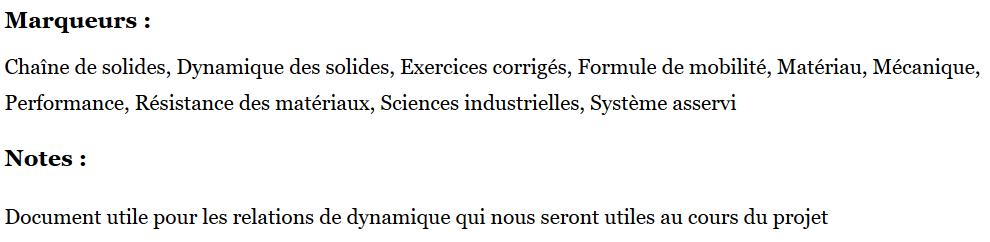 Marqueurs :
Chaîne de solides, Dynamique des solides, Exercices corrigés, Formule de mobilité, Matériau, Mécanique,
Performance, Résistance des matériaux, Sciences industrielles, Système asservi
Notes :
Document utile pour les relations de dynamique qui nous seront utiles au cours du projet